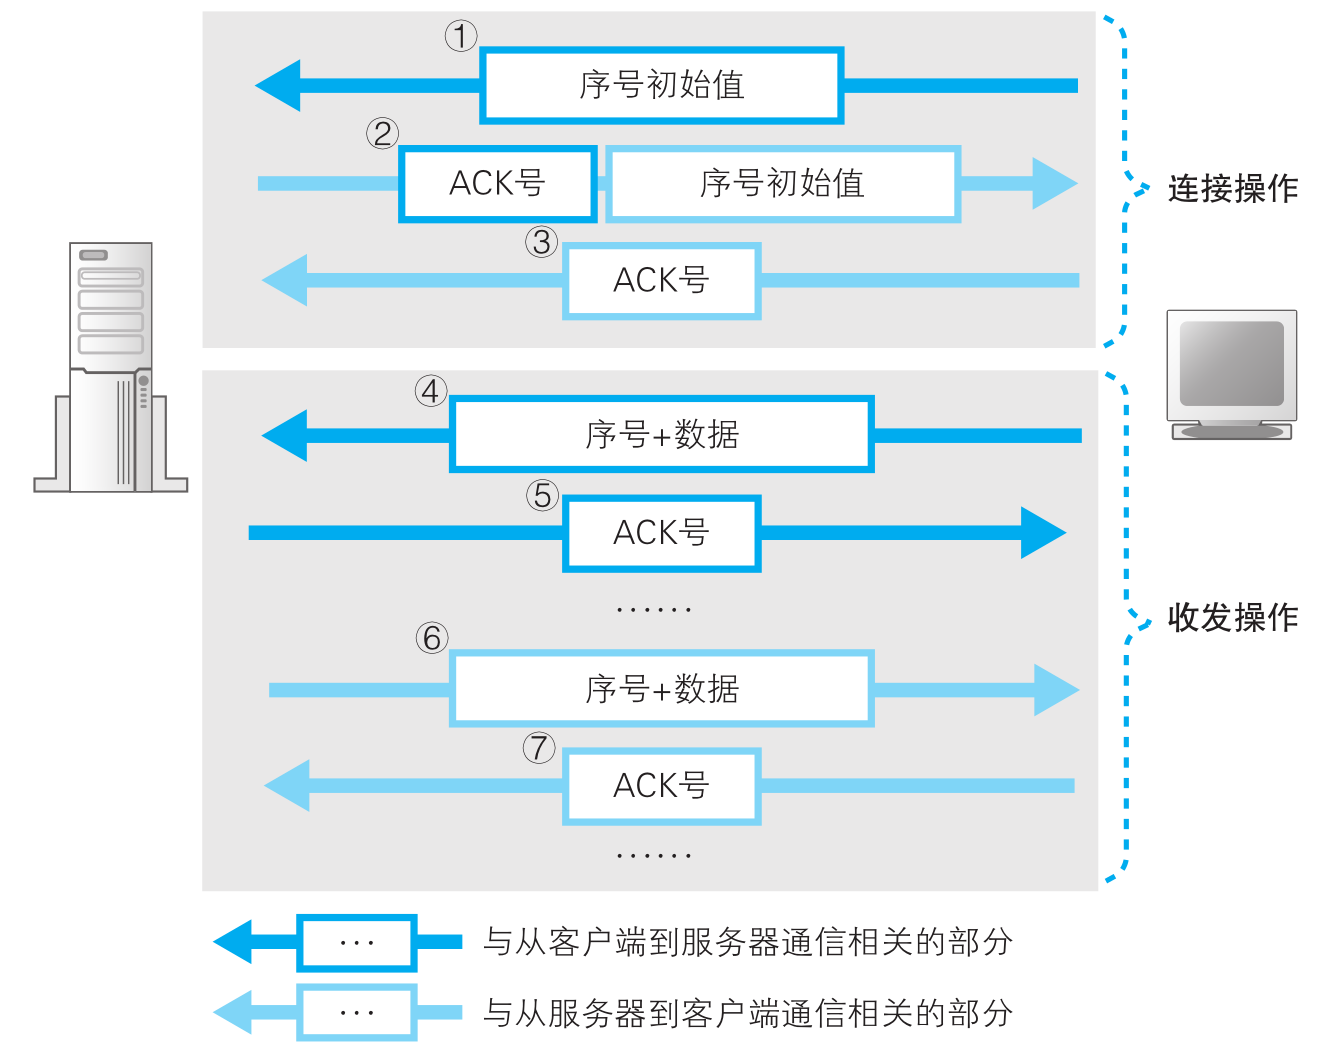 ①
序号初始值
②
ACK号
序号初始值
③
ACK号
连接操作
④
序号+数据
⑤
ACK号
······
⑥
序号+数据
⑦
ACK号
······
收发操作
···
与从客户端到服务器通信相关的部分
···
与从服务器到客户端通信相关的部分